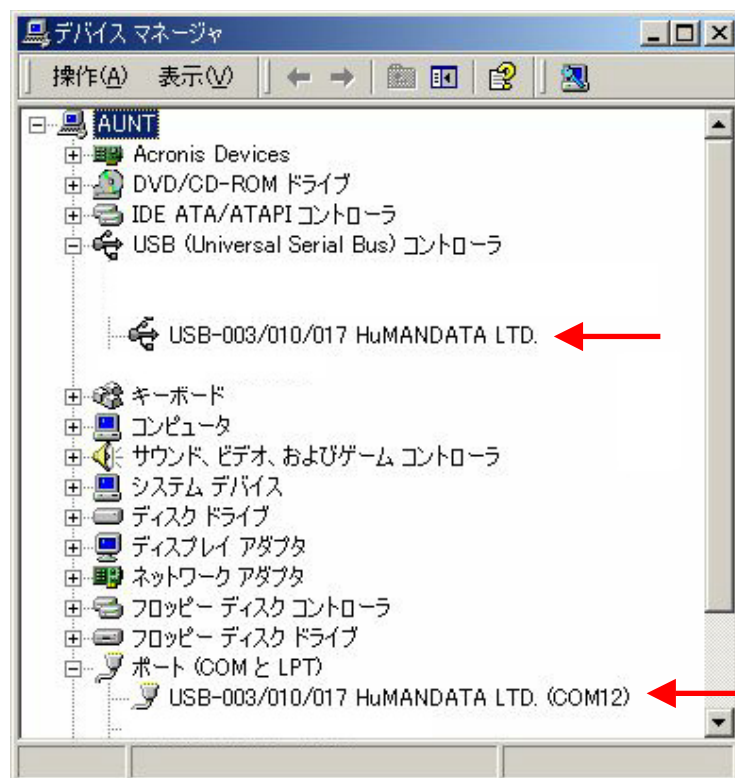 デバイス マネージャ
操作(A) 表示(V)
AUNT
Acronis Devices
DVD/CD-ROM ドライブ
IDE ATA/ATAPI コントローラ
USB (Universal Serial Bus) コントローラ
USB-003/010/017 HuMANDATA LTD.
キーボード
コンピュータ
サウンド、ビデオ、およびゲーム コントローラ
システム デバイス
ディスク ドライブ
ディスプレイ アダプタ
ネットワーク アダプタ
フロッピー ディスク コントローラ
フロッピー ディスク ドライブ
ポート (COM と LPT)
USB-003/010/017 HuMANDATA LTD. (COM12)